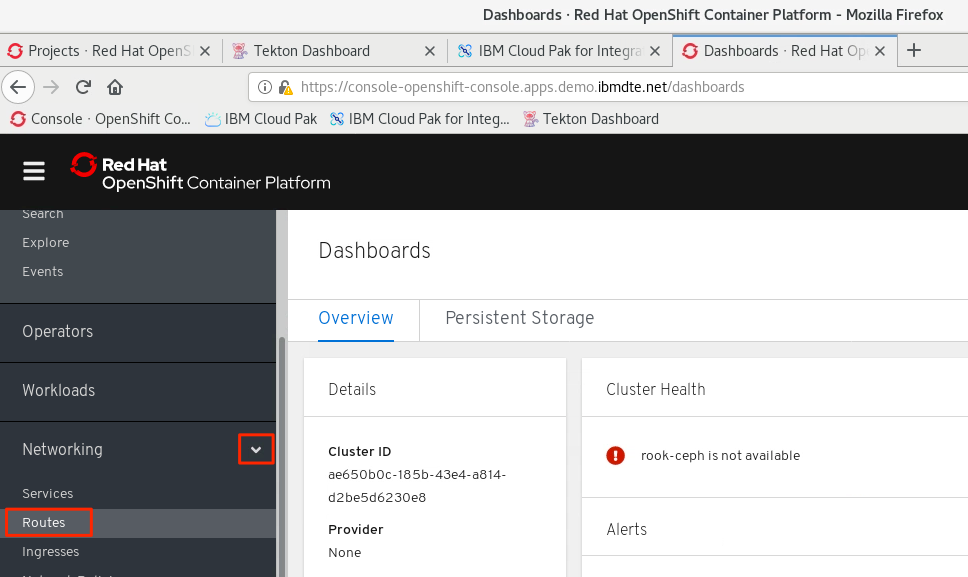 Dashboards · Red Hat OpenShift Container Platform - Mozilla Firefox
Projects · Red Hat OpenS
Tekton Dashboard
IBM Cloud Pak for Integra
Dashboards · Red Hat Op
https://console-openshift-console.apps.demo.ibmdte.net/dashboards
Console · OpenShift Co...
IBM Cloud Pak
IBM Cloud Pak for Integ...
Tekton Dashboard
Red Hat
OpenShift Container Platform
Search
Explore
Events
Operators
Workloads
Networking
Services
Routes
Ingresses
Dashboards
Overview
Persistent Storage
Details
Cluster ID
ae650b0c-185b-43e4-a814-
d2be5d6230e8
Provider
None
Cluster Health
rook-ceph is not available
Alerts